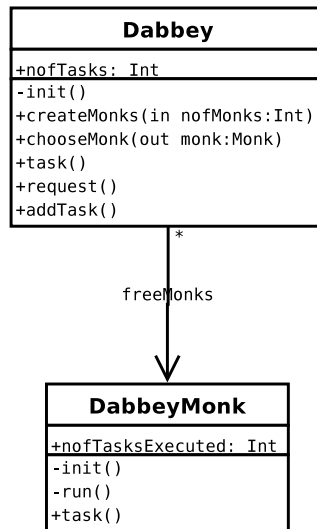 Dabbey
+nofTasks: Int
-init()
+createMonks(in nofMonks:Int)
+chooseMonk(out monk:Monk)
+task()
+request()
+addTask()
*
freeMonks
DabbeyMonk
+nofTasksExecuted: Int
-init()
-run()
+task()